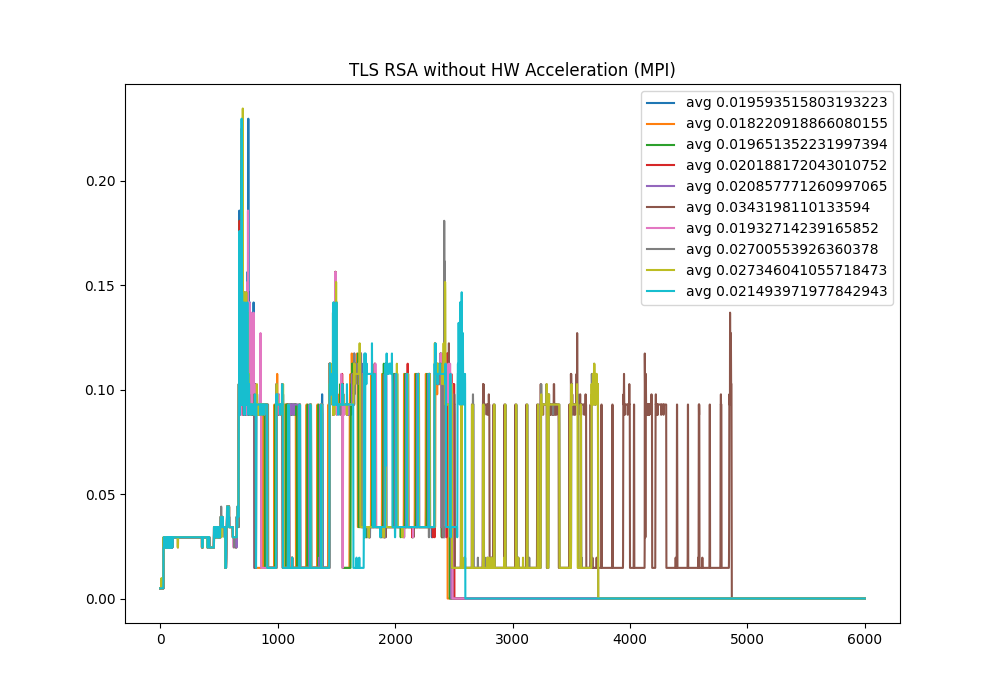 TLS RSA without HW Acceleration (MPI)
avg 0.019593515803193223
avg 0.018220918866080155
avg 0.019651352231997394
avg 0.020188172043010752
avg 0.020857771260997065
avg 0.0343198110133594
avg 0.01932714239165852
avg 0.02700553926360378
avg 0.027346041055718473
avg 0.021493971977842943
0.20
0.15
0.10
0.05
0.00
0 1000 2000 3000 4000 5000 6000